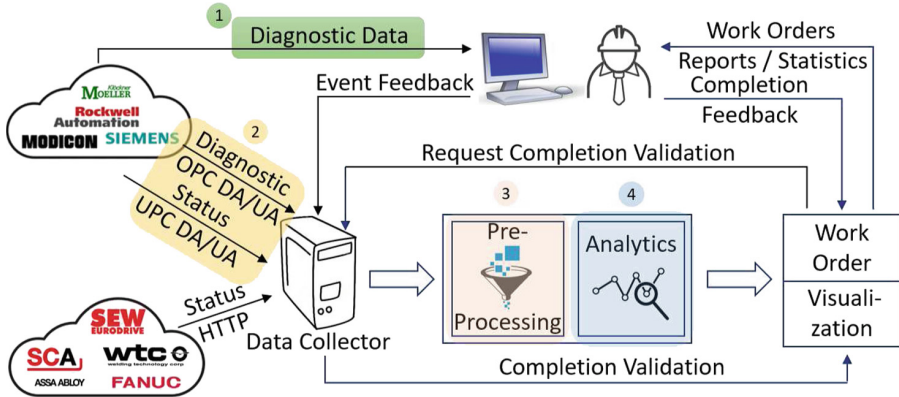 1
Diagnostic Data
Work Orders
Reports / Statistics
Completion
Feedback
Event Feedback
Klöckner
MOELLER
Rockwell
Automation
MODICON SIEMENS
2
Diagnostic
OPC DA/UA
Status
UPC DA/UA
Request Completion Validation
3
4
Pre-
Processing
Analytics
Work
Order
Visuali-
zation
Status
HTTP
Data Collector
SEW
EURODRIVE
SCA
ASSA ABLOY
wtc
welding technology corp
FANUC
Completion Validation